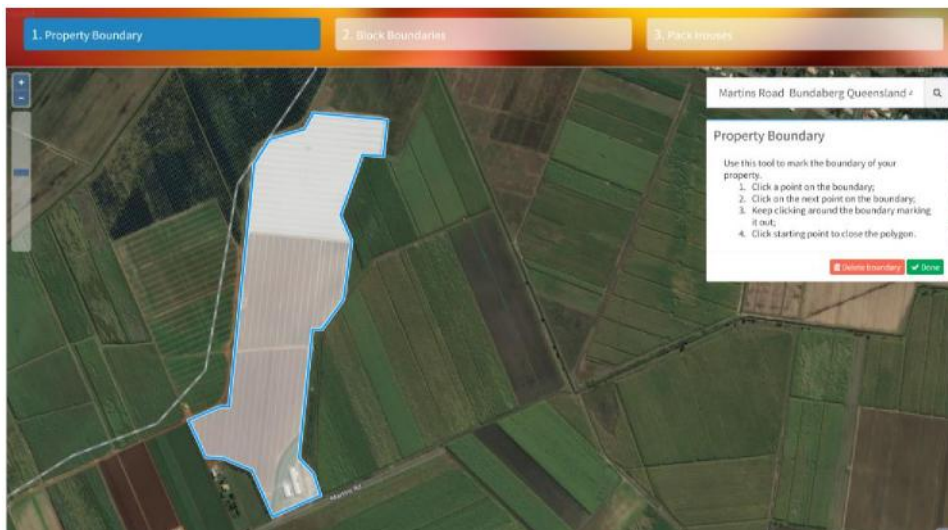 1. Property Boundary
2. Block Boundaries
3. Pack Houses
+
−
Martins Road Bundaberg Queensland 4
Property Boundary
Use this tool to mark the boundary of your
property.
1. Click a point on the boundary;
2. Click on the next point on the boundary;
3. Keep clicking around the boundary marking
it out;
4. Click starting point to close the polygon.
Delete Boundary
Done
Martins Rd